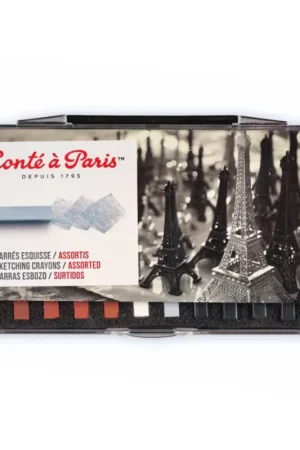 Conté à Paris™
DEPUIS 1795
CARRÉS ESQUISSE / ASSORTIS
SKETCHING CRAYONS / ASSORTED
BARRAS ESBOZO / SURTIDOS